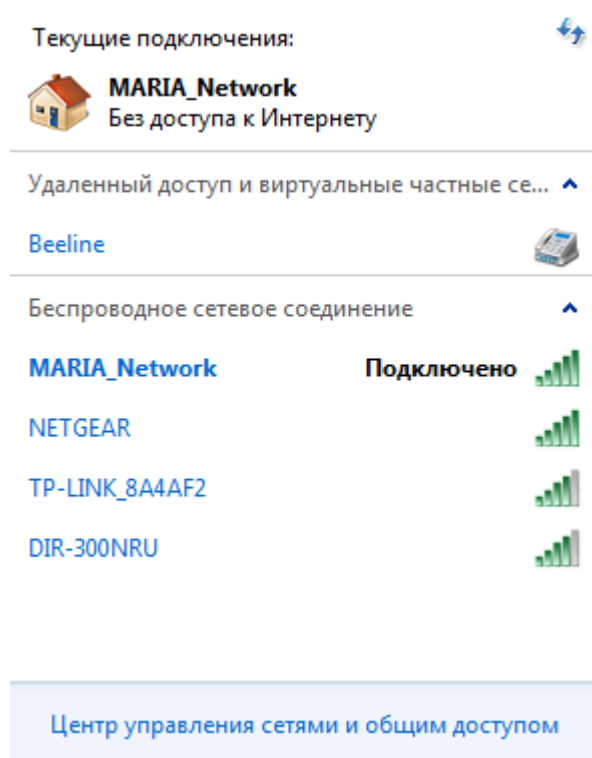 Текущие подключения:
MARIA_Network
Без доступа к Интернету
Удаленный доступ и виртуальные частные се...
Beeline
Беспроводное сетевое соединение
MARIA_Network Подключено
NETGEAR
TP-LINK_8A4AF2
DIR-300NRU
Центр управления сетями и общим доступом